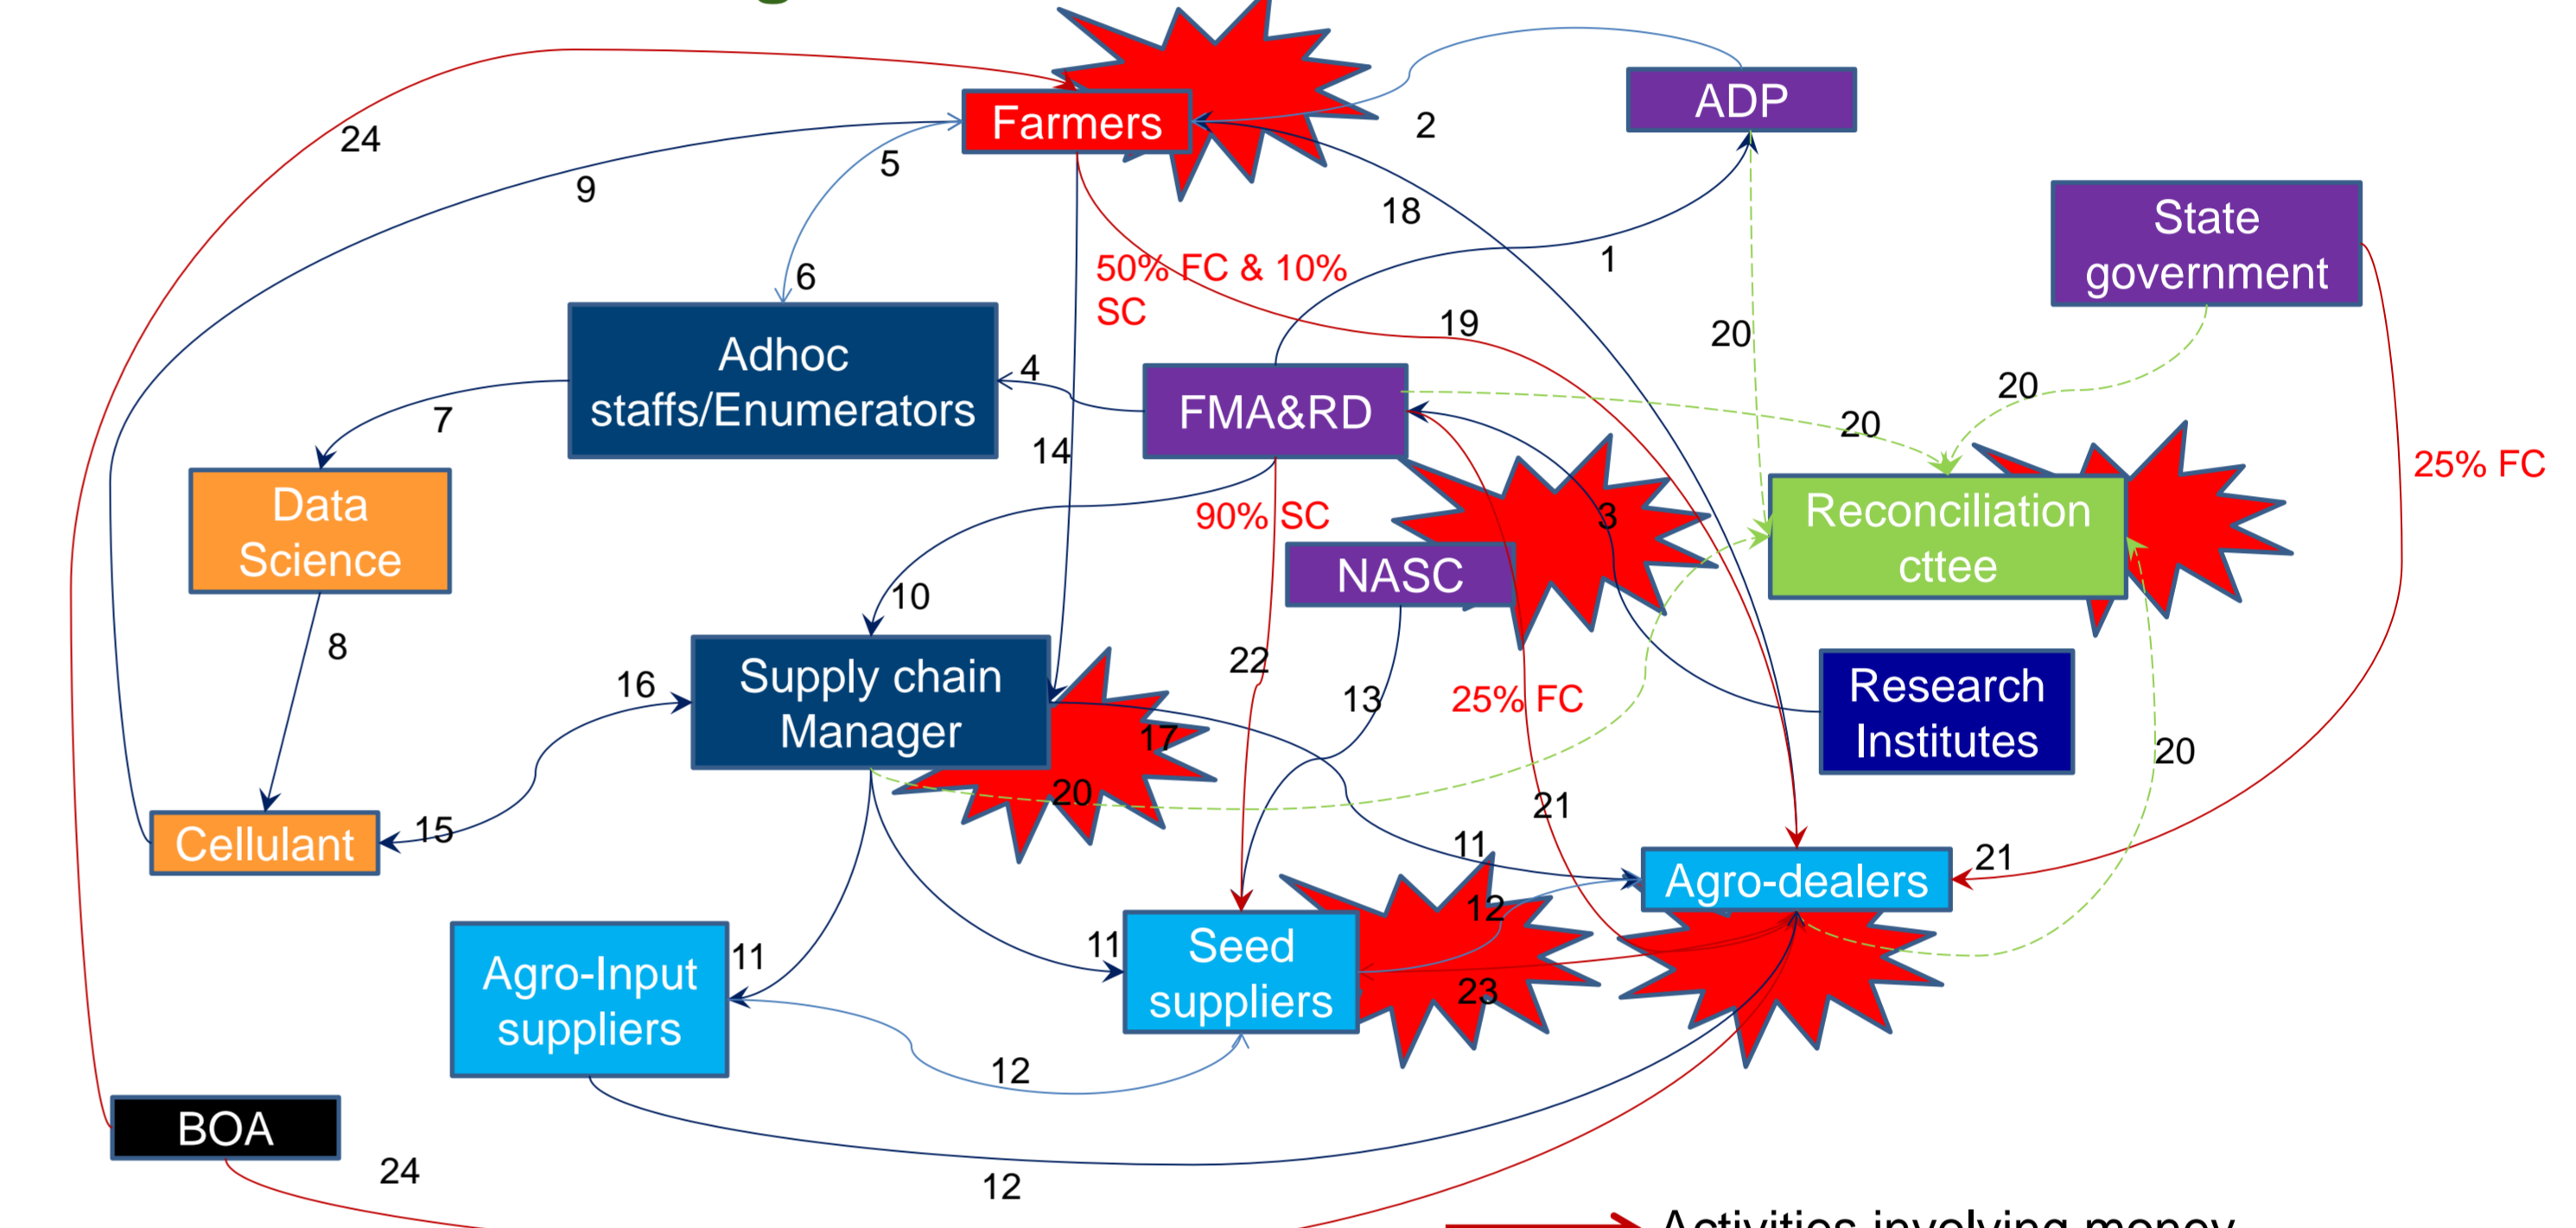 Farmers
ADP
24
2
5
9
18
State
government
1
50% FC & 10%
SC
6
19
20
Adhoc
staffs/Enumerators
4
FMA&RD
20
20
7
14
25% FC
Data
Science
90% SC
3
Reconciliation
cttee
NASC
10
8
22
16
Supply chain
Manager
13
25% FC
Research
Institutes
17
20
20
21
15
Cellulant
11
21
Agro-dealers
12
11
11
Seed
suppliers
Agro-Input
suppliers
23
12
BOA
24
12
Activities involving money